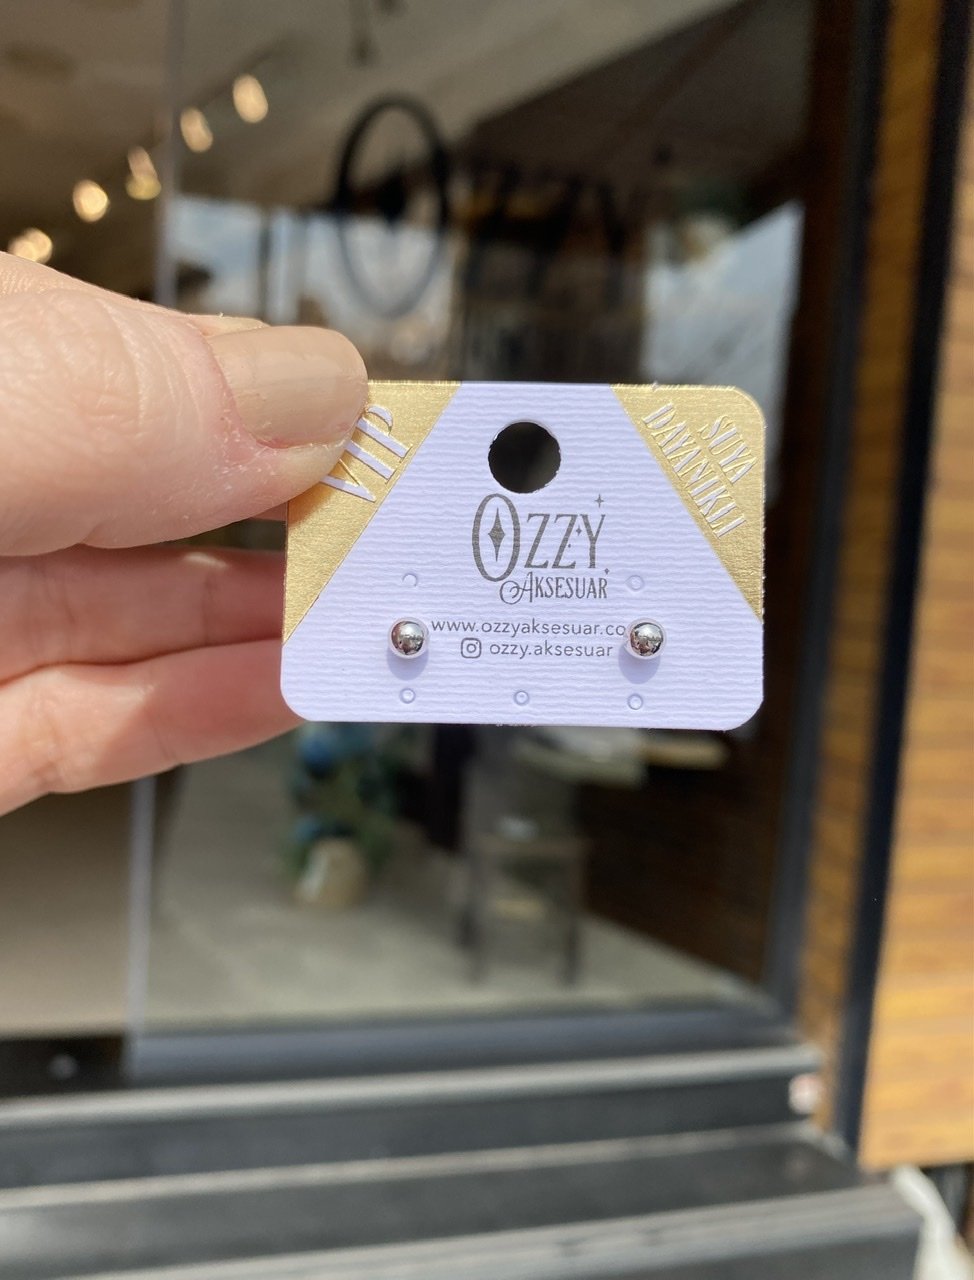 VIP
SUYA
DAYANIKLI
OZZY
AKSESUAR
www.ozzyaksesuar.co
ozzy.aksesuar